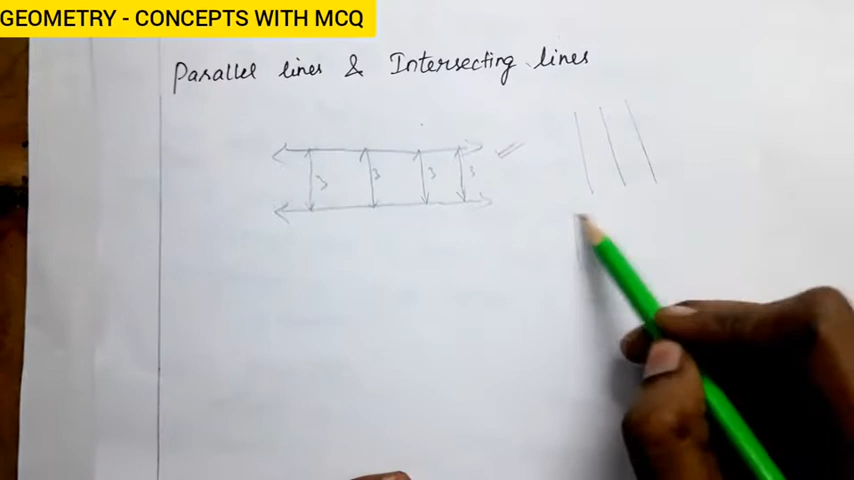 GEOMETRY - CONCEPTS WITH MCQ
Parallel lines & Intersecting lines
3 3 3 3